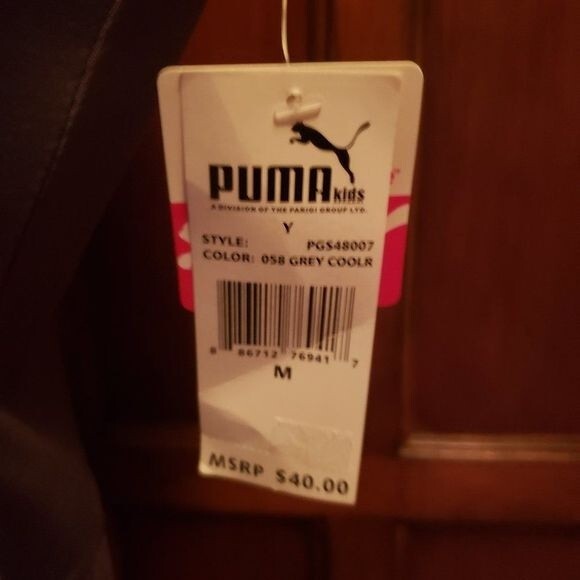 PUMA kids
A DIVISION OF THE PARIGI GROUP LTD.
Y
STYLE: PGS48007
COLOR: 058 GREY COOLR
8 86712 76941 7
M
MSRP $40.00